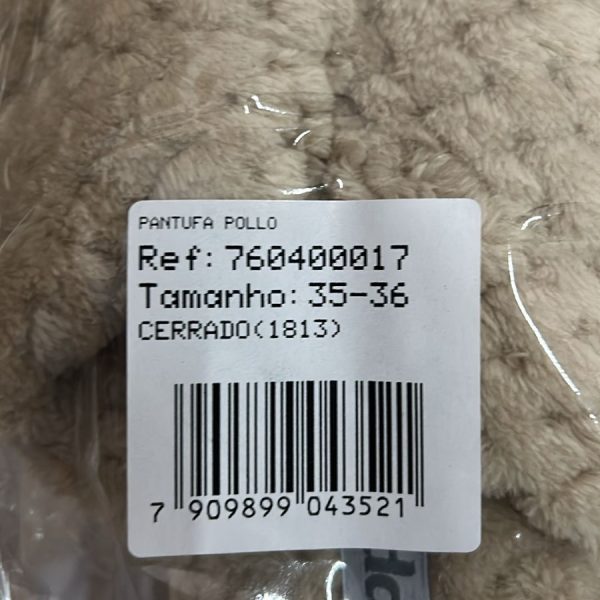 PANTUFA POLLO
Ref: 760400017
Tamanho: 35-36
CERRADO(1813)
7 909899 043521